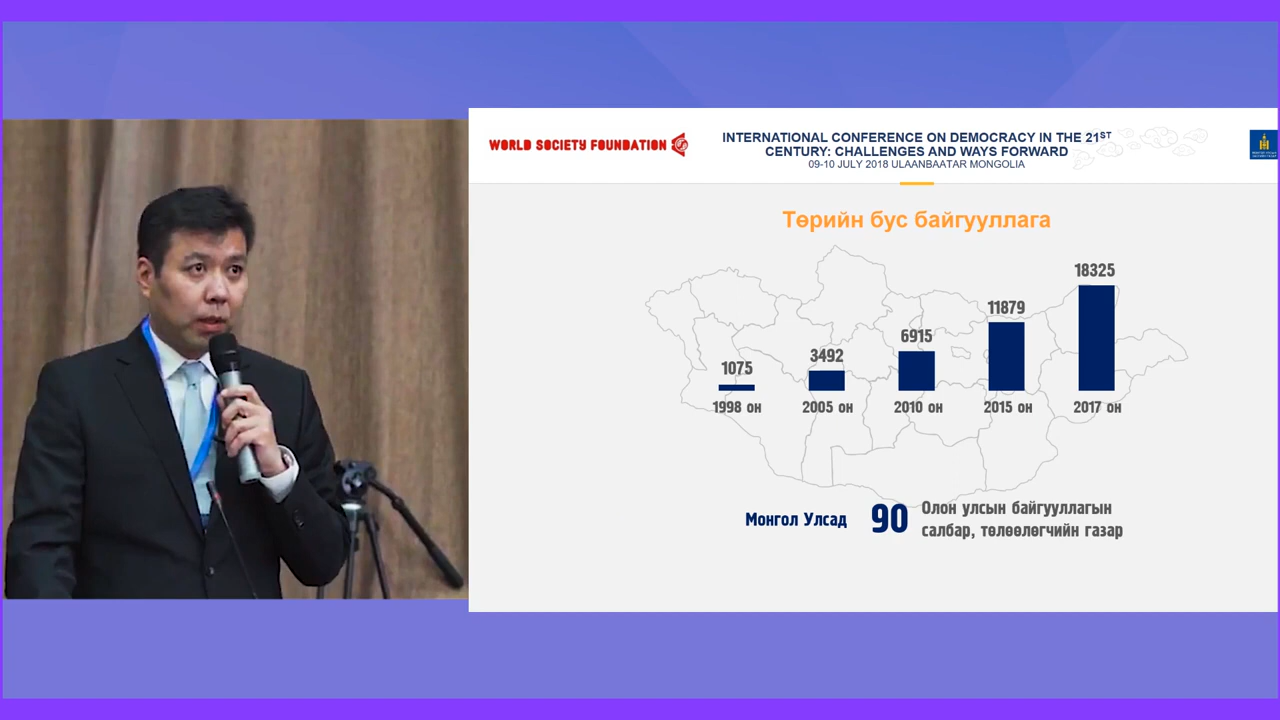 WORLD SOCIETY FOUNDATION
INTERNATIONAL CONFERENCE ON DEMOCRACY IN THE 21ST
CENTURY: CHALLENGES AND WAYS FORWARD
09-10 JULY 2018 ULAANBAATAR MONGOLIA
Төрийн бус байгууллага
1075
3492
6915
11879
18325
1998 он
2005 он
2010 он
2015 он
2017 он
Монгол Улсад
90
Олон улсын байгууллагын
салбар, төлөөлөгчийн газар